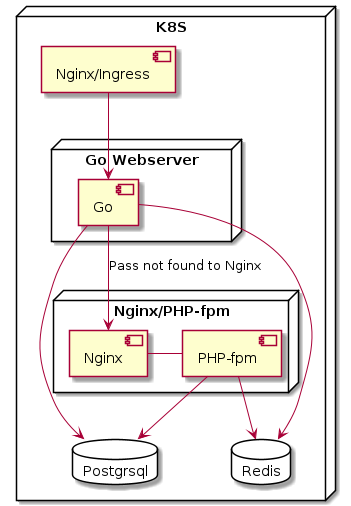 K8S
Nginx/Ingress
Go Webserver
Go
Pass not found to Nginx
Nginx/PHP-fpm
Nginx
PHP-fpm
Postgrsql
Redis